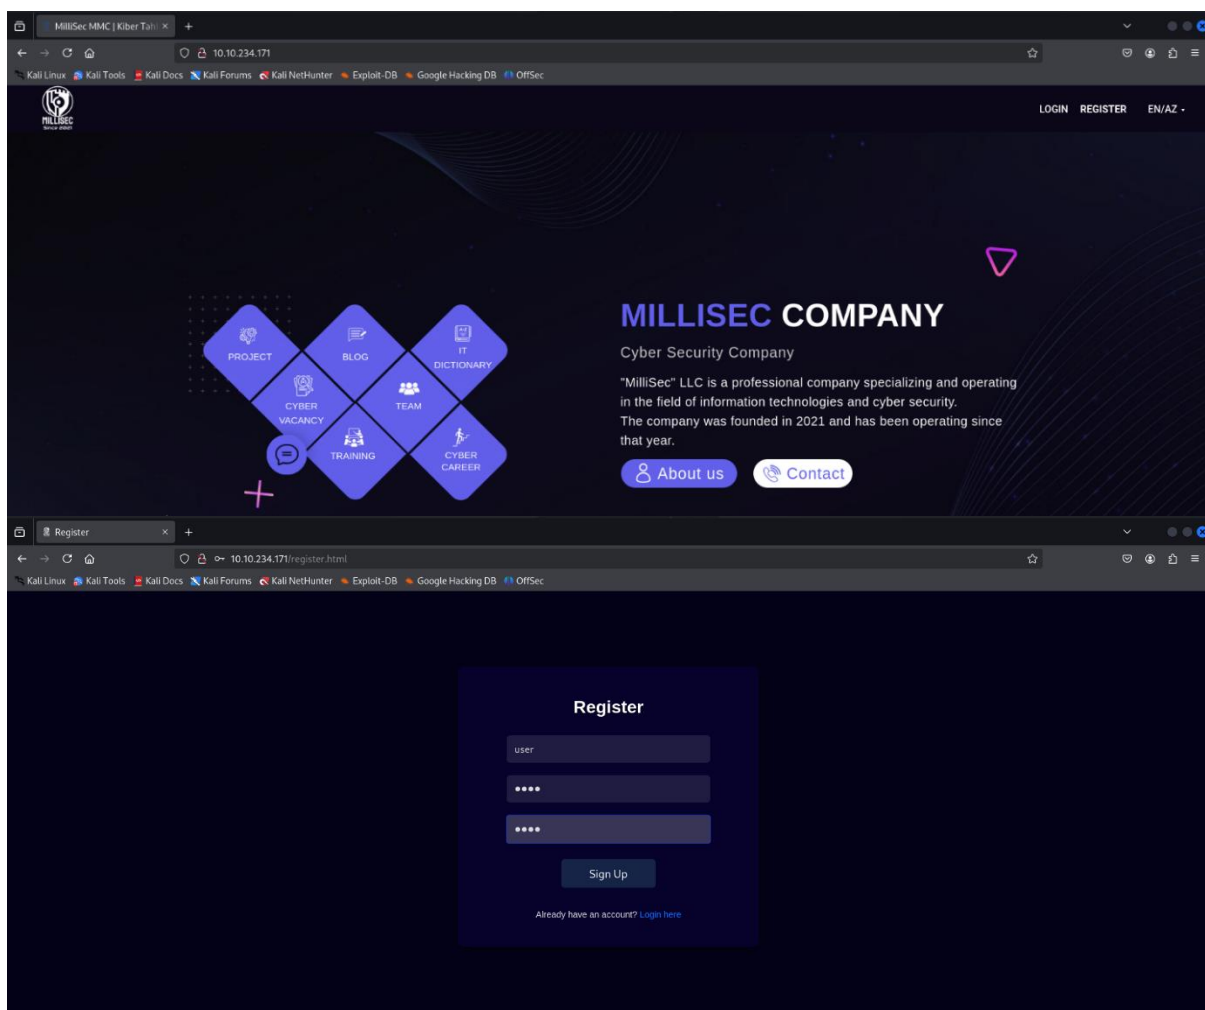 MilliSec MMC | Kiber Tahl
10.10.234.171
Kali Linux Kali Tools Kali Docs Kali Forums Kali NetHunter Exploit-DB Google Hacking DB OffSec
MILLISEC
Since 2021
LOGIN REGISTER EN/AZ
PROJECT
BLOG
IT
DICTIONARY
CYBER
VACANCY
TEAM
TRAINING
CYBER
CAREER
MILLISEC COMPANY
Cyber Security Company
"MilliSec" LLC is a professional company specializing and operating
in the field of information technologies and cyber security.
The company was founded in 2021 and has been operating since
that year.
About us Contact
Register
10.10.234.171/register.html
Kali Linux Kali Tools Kali Docs Kali Forums Kali NetHunter Exploit-DB Google Hacking DB OffSec
Register
user
••••
••••
Sign Up
Already have an account? Login here